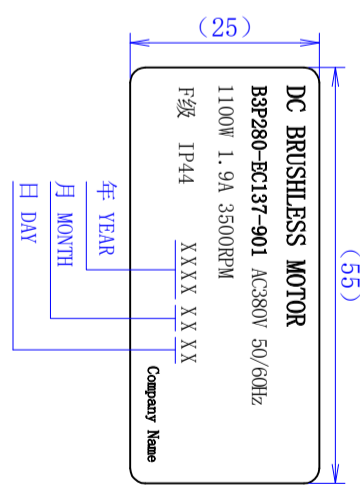 (55)
(25)
DC BRUSHLESS MOTOR
B3P280-EC137-901 AC380V 50/60Hz
1100W 1.9A 3500RPM
F级 IP44 XXXX XX XX
Company Name
年 YEAR
月 MONTH
日 DAY